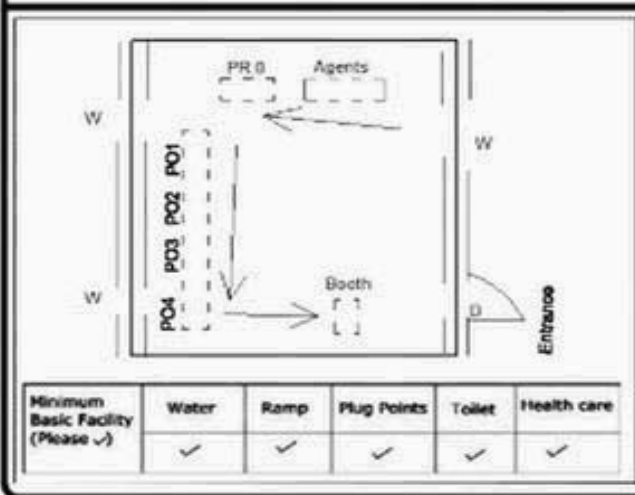 PR 0 Agents
W
W
PO1
PO2
PO3
PO4
W
Booth
D
Entrance
Minimum Basic Facility (Please ✓) Water Ramp Plug Points Toilet Health care
✓ ✓ ✓ ✓ ✓